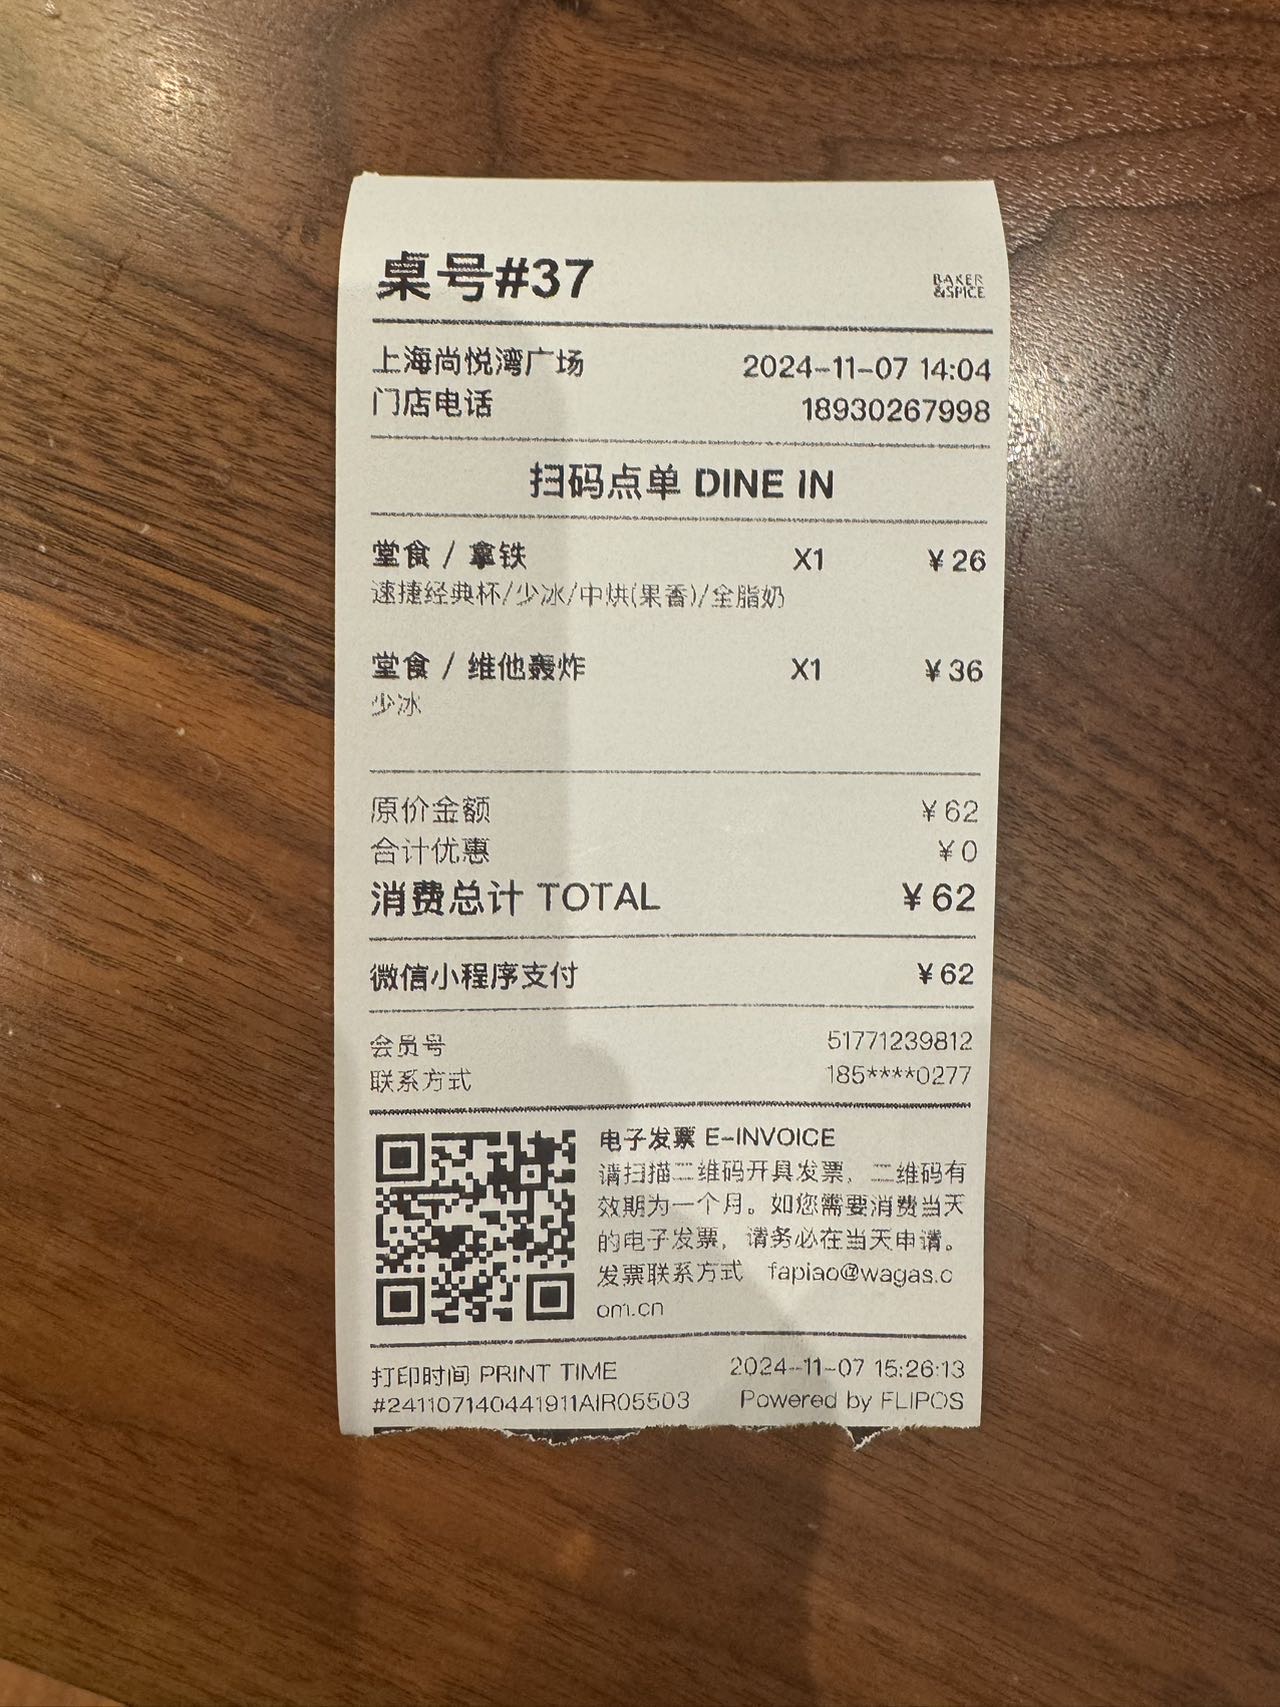 桌号#37
BAKER
&SPICE
上海尚悦湾广场 2024-11-07 14:04
门店电话 18930267998
扫码点单 DINE IN
堂食 / 拿铁 X1 ¥26
速捷经典杯/少冰/中烘(果香)/全脂奶
堂食 / 维他轰炸 X1 ¥36
少冰
原价金额 ¥62
合计优惠 ¥0
消费总计 TOTAL ¥62
微信小程序支付 ¥62
会员号 51771239812
联系方式 185****0277
电子发票 E-INVOICE
请扫描二维码开具发票，二维码有
效期为一个月。如您需要消费当天
的电子发票，请务必在当天申请。
发票联系方式 fapiao@wagas.c
om.cn
打印时间 PRINT TIME 2024-11-07 15:26:13
#241107140441911AIR05503 Powered by FLIPOS